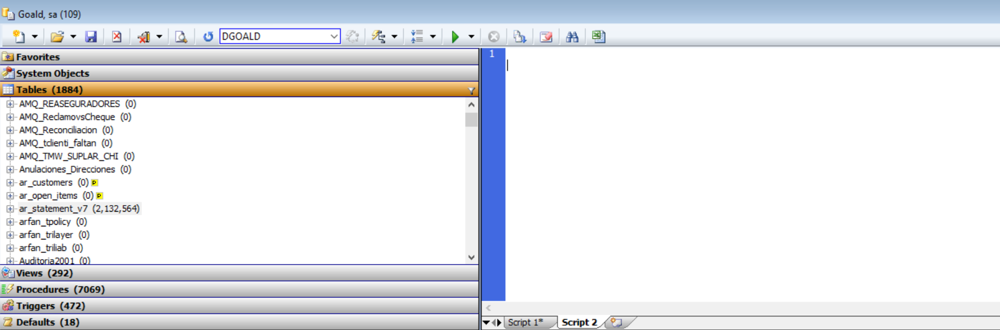 Goald, sa (109)
DGOALD
Favorites
System Objects
Tables (1884)
AMQ_REASEGURADORES (0)
AMQ_ReclamovsCheque (0)
AMQ_Reconciliacion (0)
AMQ_tclienti_faltan (0)
AMQ_TMW_SUPLAR_CHI (0)
Anulaciones_Direcciones (0)
ar_customers (0) P
ar_open_items (0) P
ar_statement_v7 (2,132,564)
arfan_tpolicy (0)
arfan_trilayer (0)
arfan_triliab (0)
Auditoria2001 (0)
Views (292)
Procedures (7069)
Triggers (472)
Defaults (18)
1
Script 1* Script 2